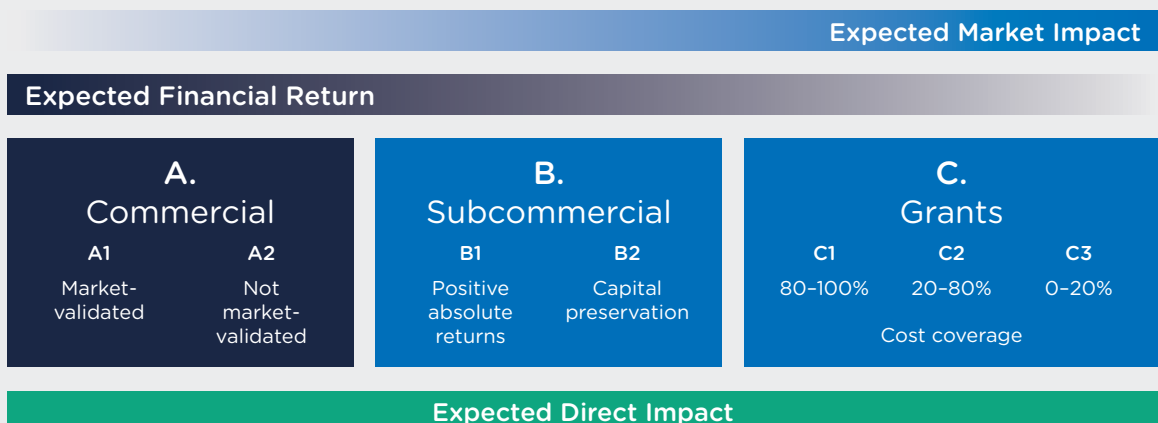 Expected Market Impact
Expected Financial Return
A.
Commercial
A1
Market-
validated
A2
Not
market-
validated
B.
Subcommercial
B1
Positive
absolute
returns
B2
Capital
preservation
C.
Grants
C1
80–100%
C2
20–80%
C3
0–20%
Cost coverage
Expected Direct Impact